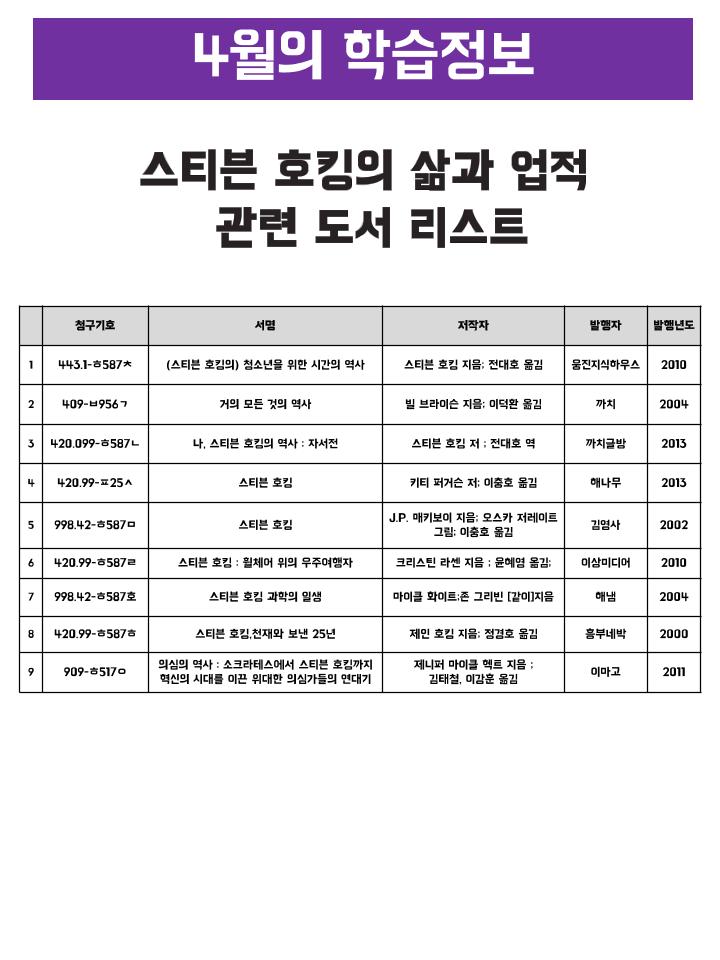 4월의 학습정보
스티븐 호킹의 삶과 업적
관련 도서 리스트
청구기호 서명 저작자 발행자 발행년도
1 443.1-ㅎ587ㅊ (스티븐 호킹의) 청소년을 위한 시간의 역사 스티븐 호킹 지음; 전대호 옮김 웅진지식하우스 2010
2 409-ㅂ956ㄱ 거의 모든 것의 역사 빌 브라이슨 지음; 이덕환 옮김 까치 2004
3 420.099-ㅎ587ㄴ 나, 스티븐 호킹의 역사 : 자서전 스티븐 호킹 저 ; 전대호 역 까치글방 2013
4 420.99-ㅍ25ㅅ 스티븐 호킹 키티 퍼거슨 저; 이충호 옮김 해나무 2013
5 998.42-ㅎ587ㅁ 스티븐 호킹 J.P. 매키보이 지음; 오스카 저레이트
그림; 이충호 옮김 김영사 2002
6 420.99-ㅎ587ㄹ 스티븐 호킹 : 휠체어 위의 우주여행자 크리스틴 라센 지음 ; 윤혜영 옮김; 이상미디어 2010
7 998.42-ㅎ587호 스티븐 호킹 과학의 일생 마이클 화이트;존 그리빈 [같이]지음 해냄 2004
8 420.99-ㅎ587ㅎ 스티븐 호킹,천재와 보낸 25년 제인 호킹 지음; 정경호 옮김 흥부네박 2000
9 909-ㅎ517ㅇ 의심의 역사 : 소크라테스에서 스티븐 호킹까지
혁신의 시대를 이끈 위대한 의심가들의 연대기 제니퍼 마이클 헥트 지음 ;
김태철, 이강훈 옮김 이마고 2011